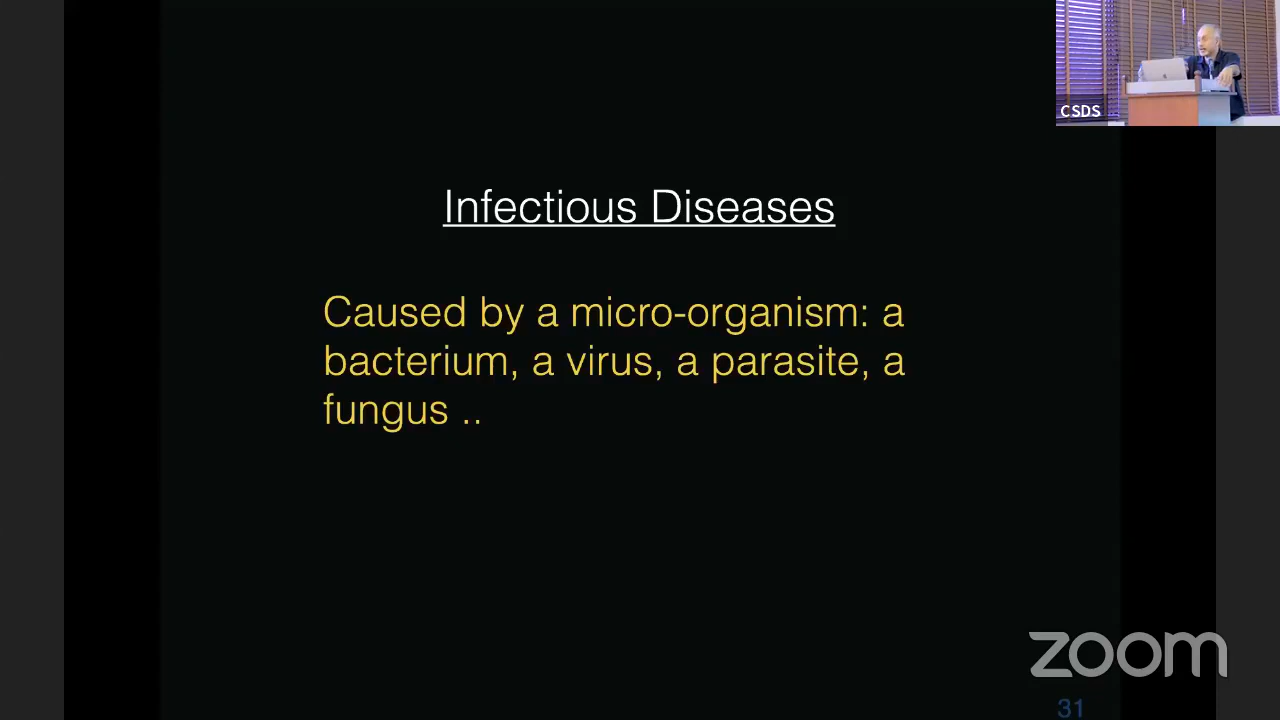 CSDS
Infectious Diseases
Caused by a micro-organism: a
bacterium, a virus, a parasite, a
fungus ..
zoom
31